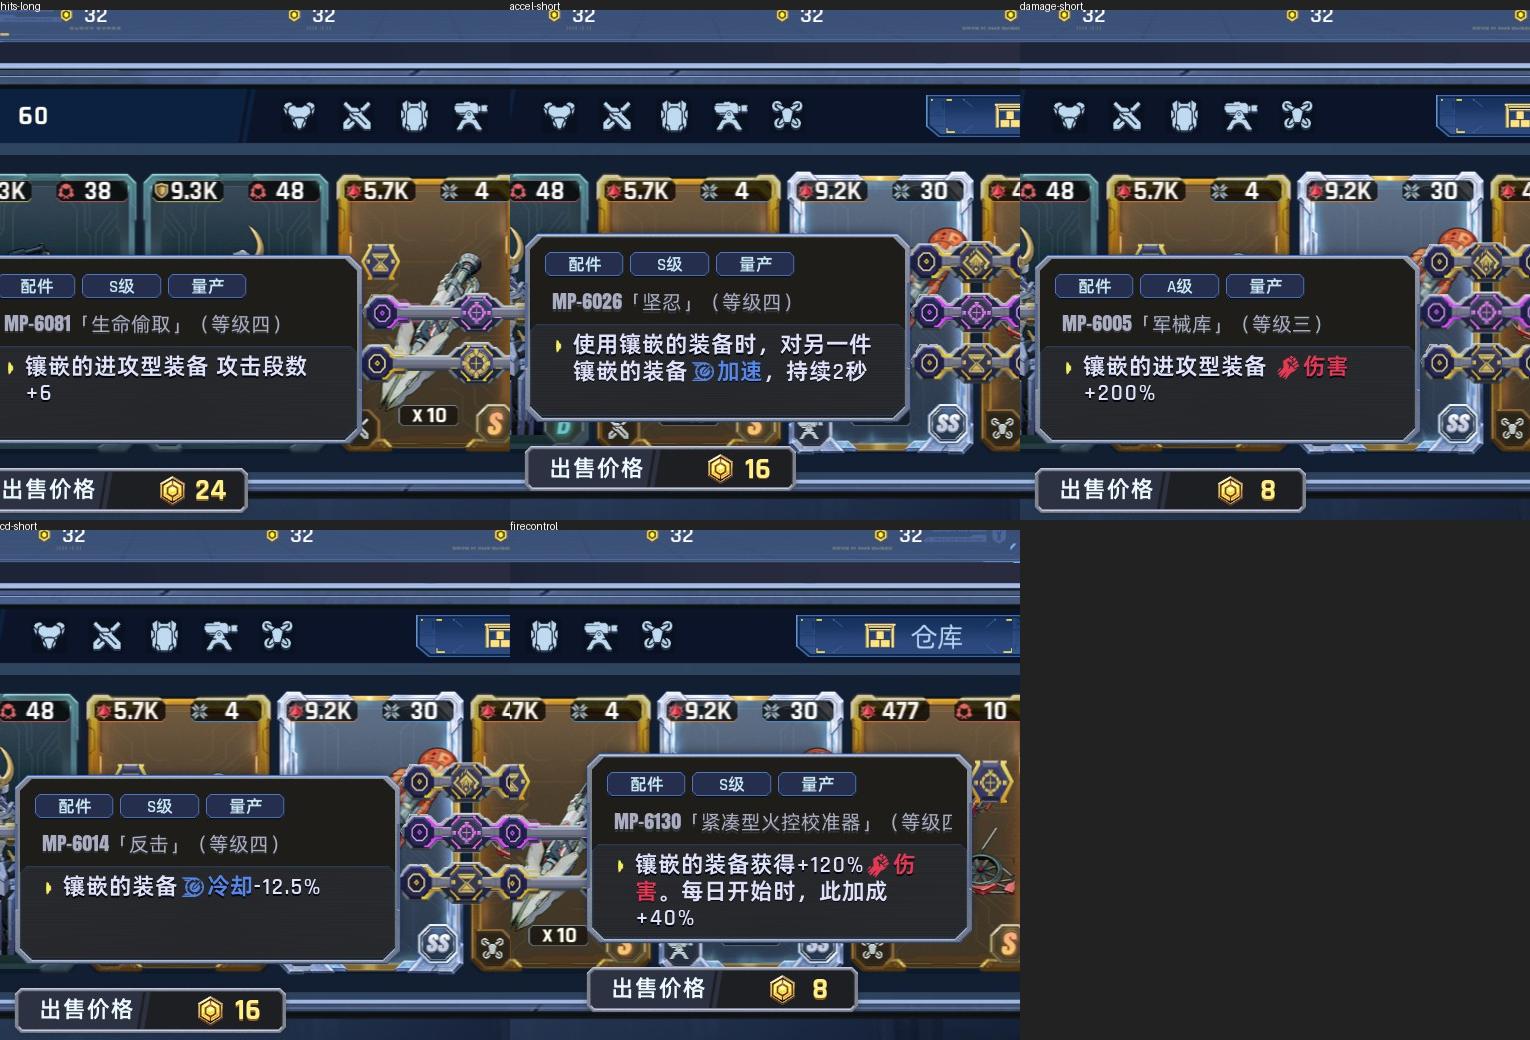 hits-long
32
32
60
3K
38
9.3K
48
5.7K
4
配件
S级
量产
MP-6081「生命偷取」（等级四）
镶嵌的进攻型装备 攻击段数
+6
x 10
S
出售价格
24
accel-short
32
32
48
5.7K
4
9.2K
30
配件
S级
量产
MP-6026「坚忍」（等级四）
使用镶嵌的装备时，对另一件
镶嵌的装备加速，持续2秒
SS
出售价格
16
damage-short
32
32
48
5.7K
4
9.2K
30
4
配件
A级
量产
MP-6005「军械库」（等级三）
镶嵌的进攻型装备 伤害
+200%
SS
出售价格
8
cd-short
32
32
48
5.7K
4
9.2K
30
配件
S级
量产
MP-6014「反击」（等级四）
镶嵌的装备冷却-12.5%
SS
出售价格
16
firecontrol
32
32
仓库
4.7K
4
9.2K
30
477
10
配件
S级
量产
MP-6130「紧凑型火控校准器」（等级
镶嵌的装备获得+120%伤
害。每日开始时，此加成
+40%
x 10
S
出售价格
8